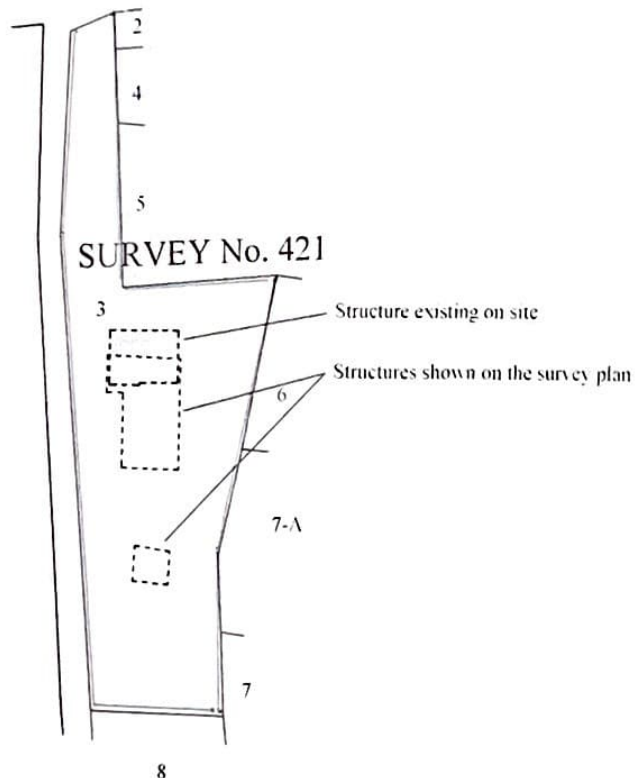 2
4
5
SURVEY No. 421
3
Structure existing on site
Structures shown on the survey plan
6
7-A
7
8